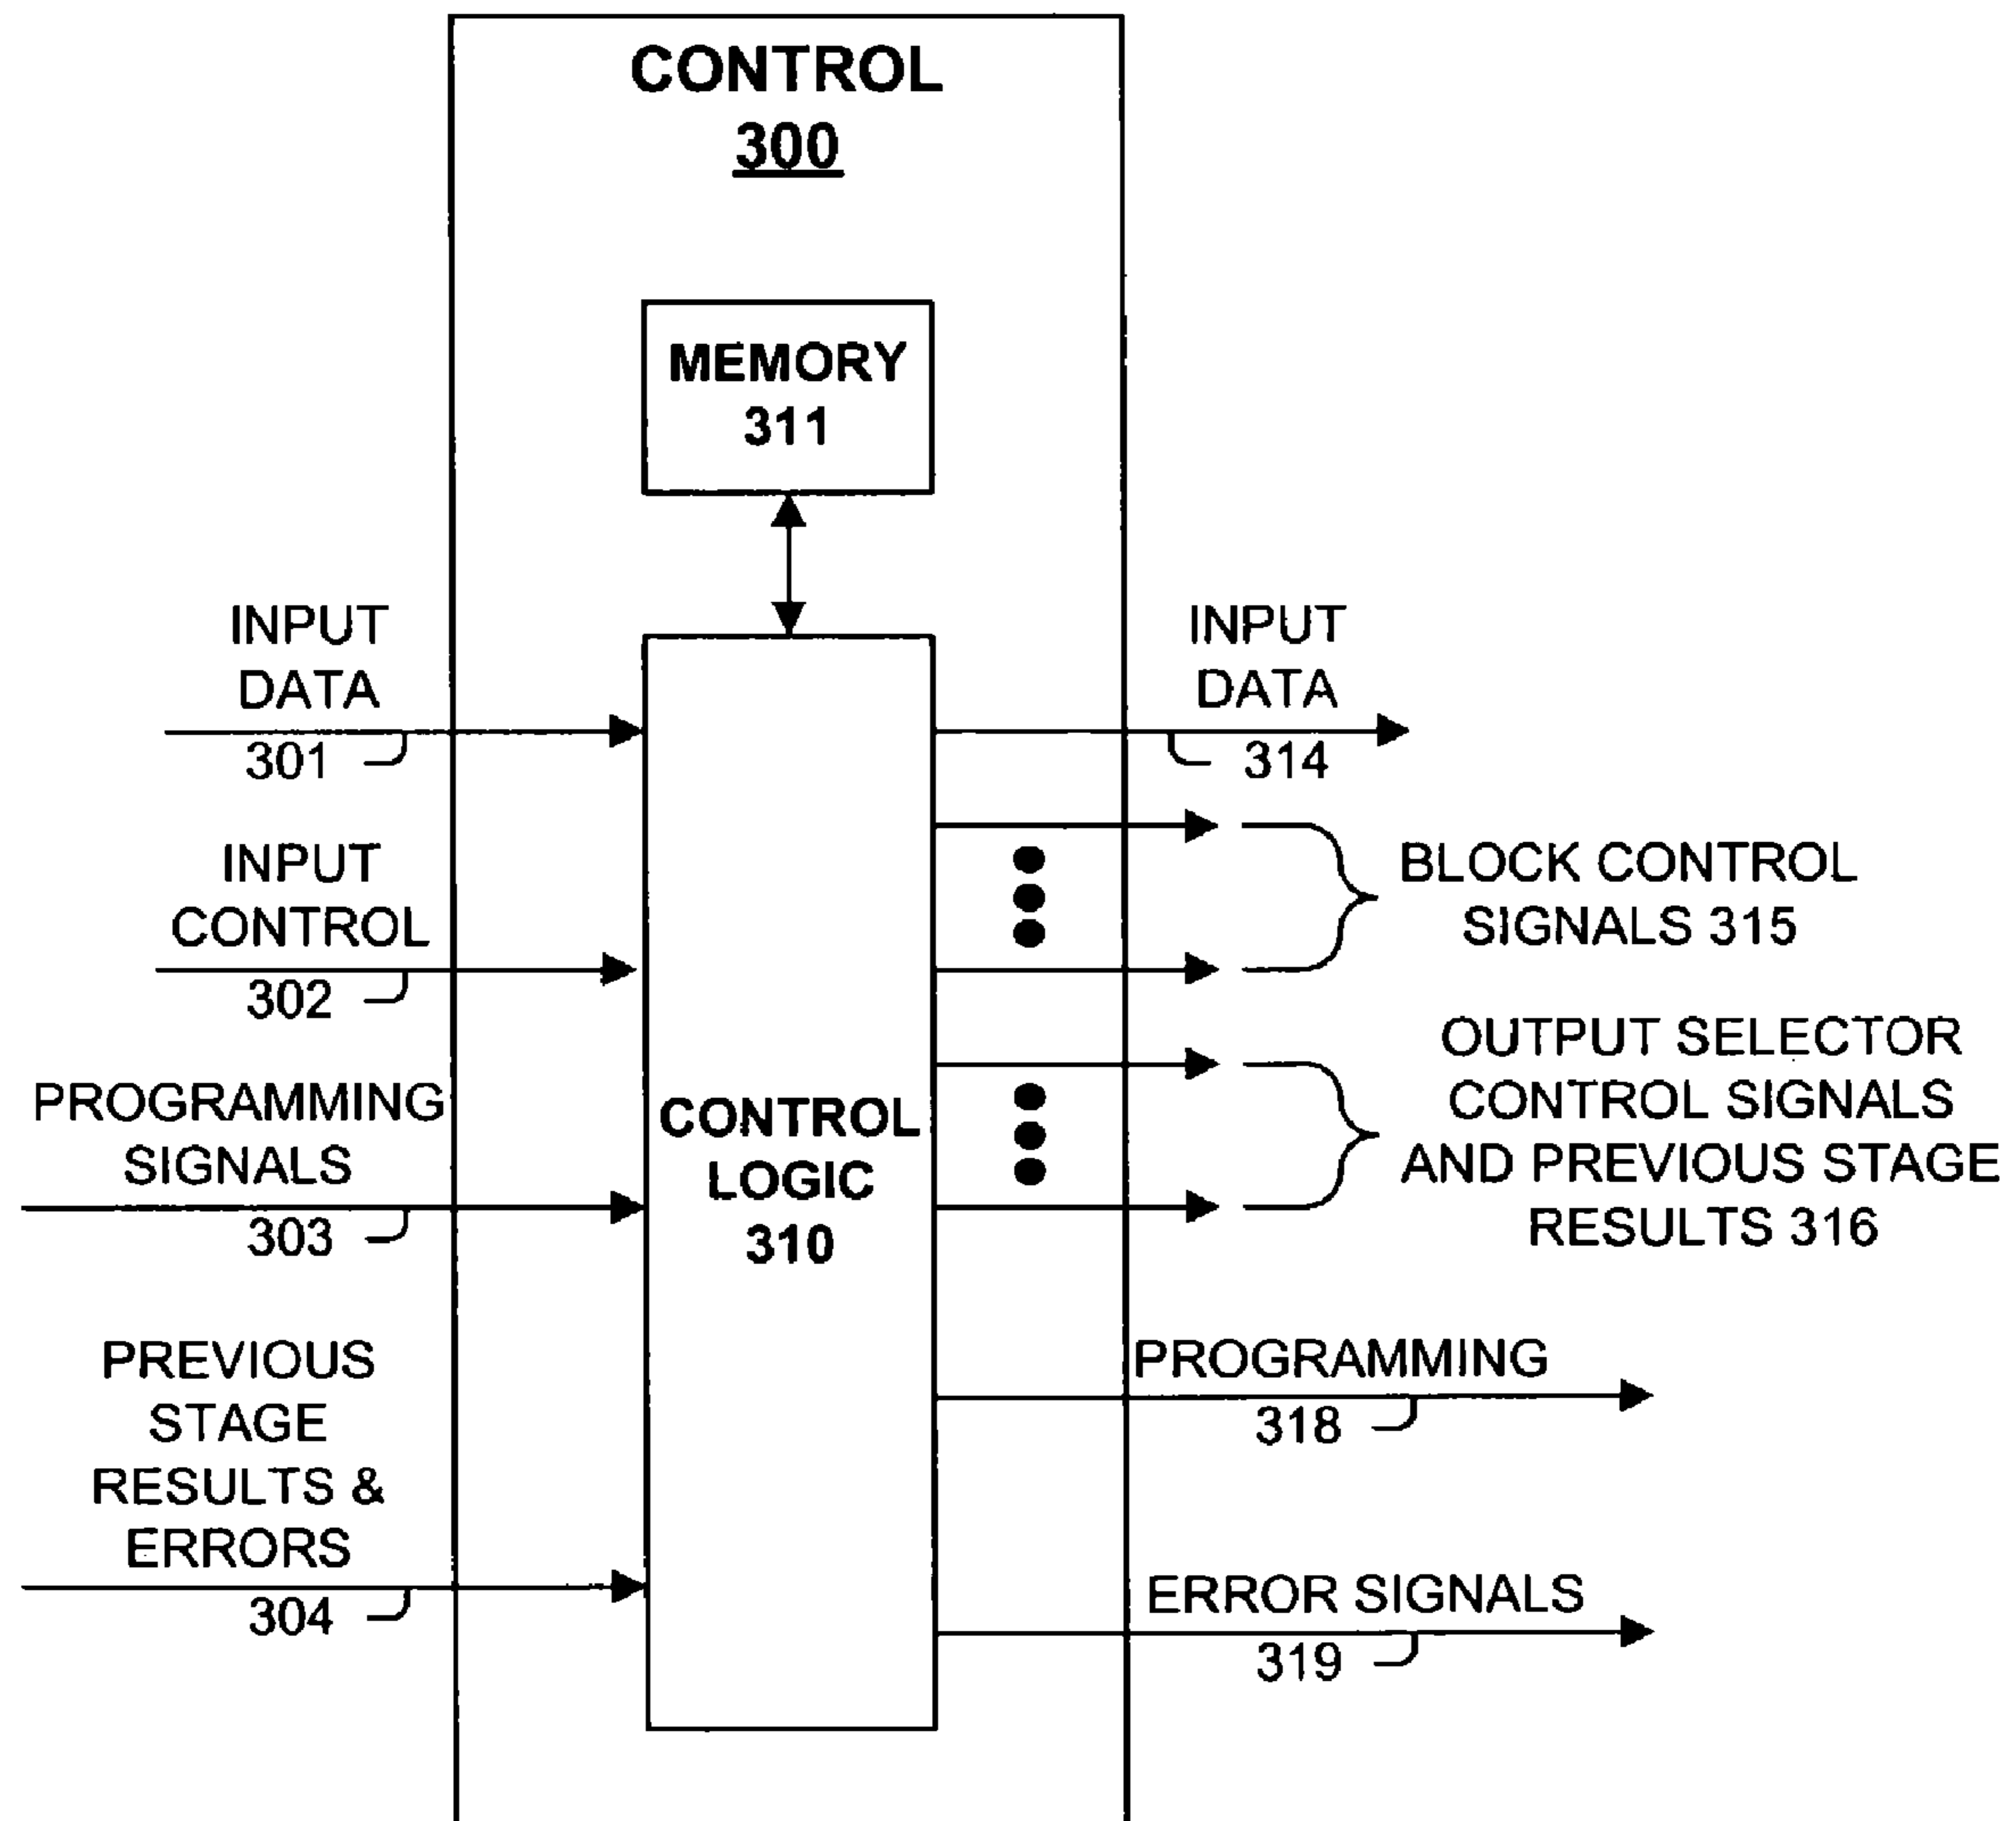 CONTROL
300
MEMORY
311
INPUT
DATA
301
INPUT
DATA
314
INPUT
CONTROL
302
BLOCK CONTROL
SIGNALS 315
PROGRAMMING
SIGNALS
303
CONTROL
LOGIC
310
OUTPUT SELECTOR
CONTROL SIGNALS
AND PREVIOUS STAGE
RESULTS 316
PREVIOUS
STAGE
RESULTS &
ERRORS
304
PROGRAMMING
318
ERROR SIGNALS
319